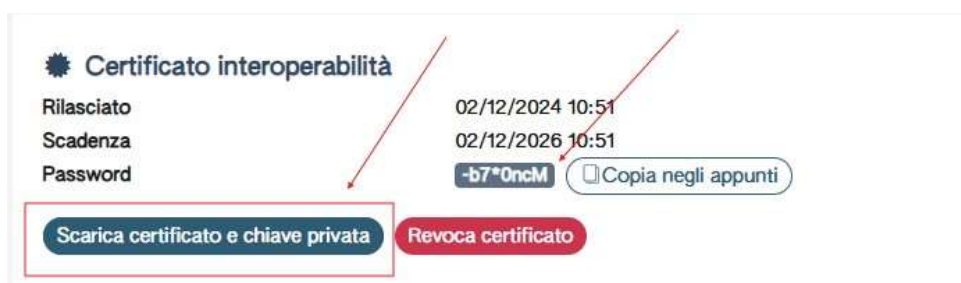 Certificato interoperabilità
Rilasciato 02/12/2024 10:51
Scadenza 02/12/2026 10:51
Password -b7*0ncM Copia negli appunti
Scarica certificato e chiave privata Revoca certificato